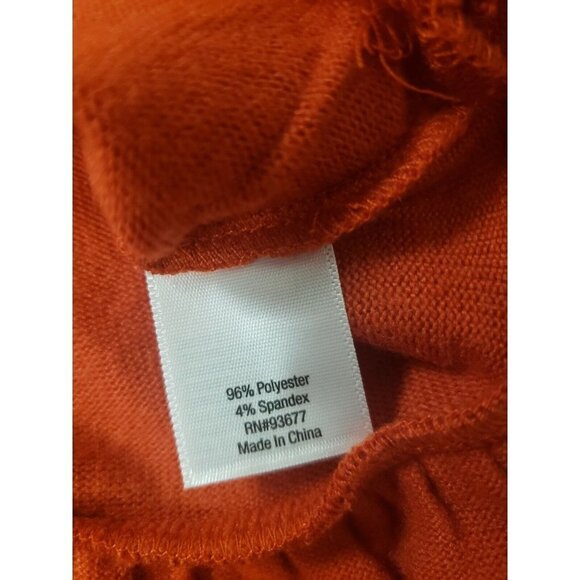 96% Polyester
4% Spandex
RN#93677
Made In China